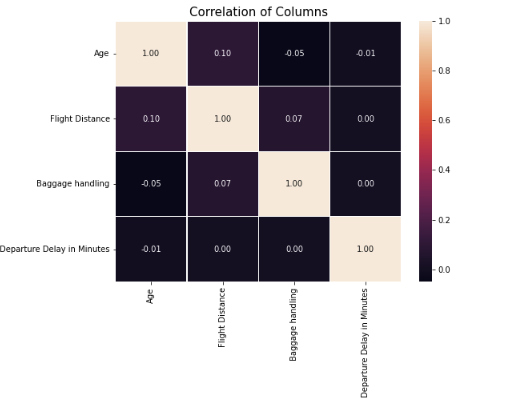 Correlation of Columns
Age
1.00
0.10
-0.05
-0.01
Flight Distance
0.10
1.00
0.07
0.00
Baggage handling
-0.05
0.07
1.00
0.00
Departure Delay in Minutes
-0.01
0.00
0.00
1.00
Age
Flight Distance
Baggage handling
Departure Delay in Minutes
1.0
0.8
0.6
0.4
0.2
0.0